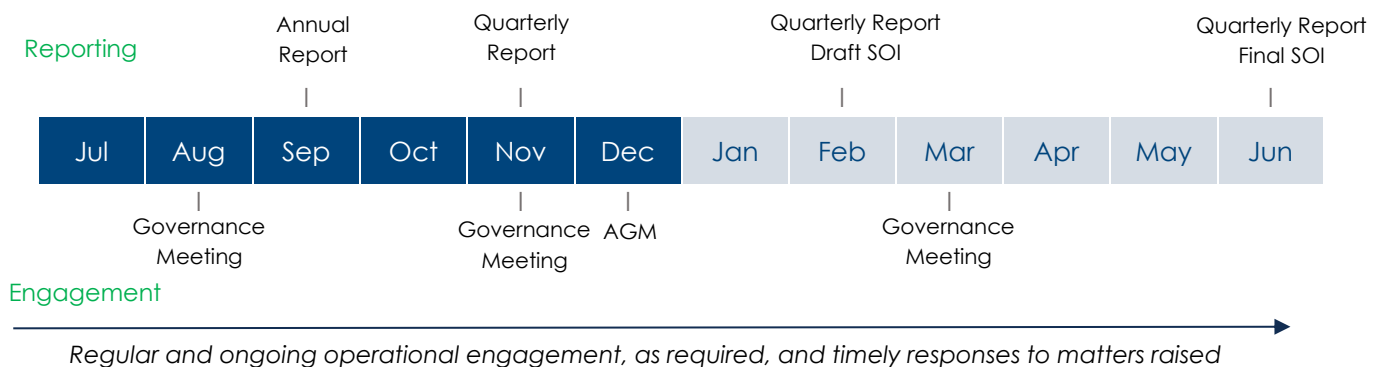 Reporting
Annual
Report
Quarterly
Report
Quarterly Report
Draft SOI
Quarterly Report
Final SOI
Jul Aug Sep Oct Nov Dec Jan Feb Mar Apr May Jun
Governance
Meeting
Governance
Meeting
AGM
Governance
Meeting
Engagement
Regular and ongoing operational engagement, as required, and timely responses to matters raised